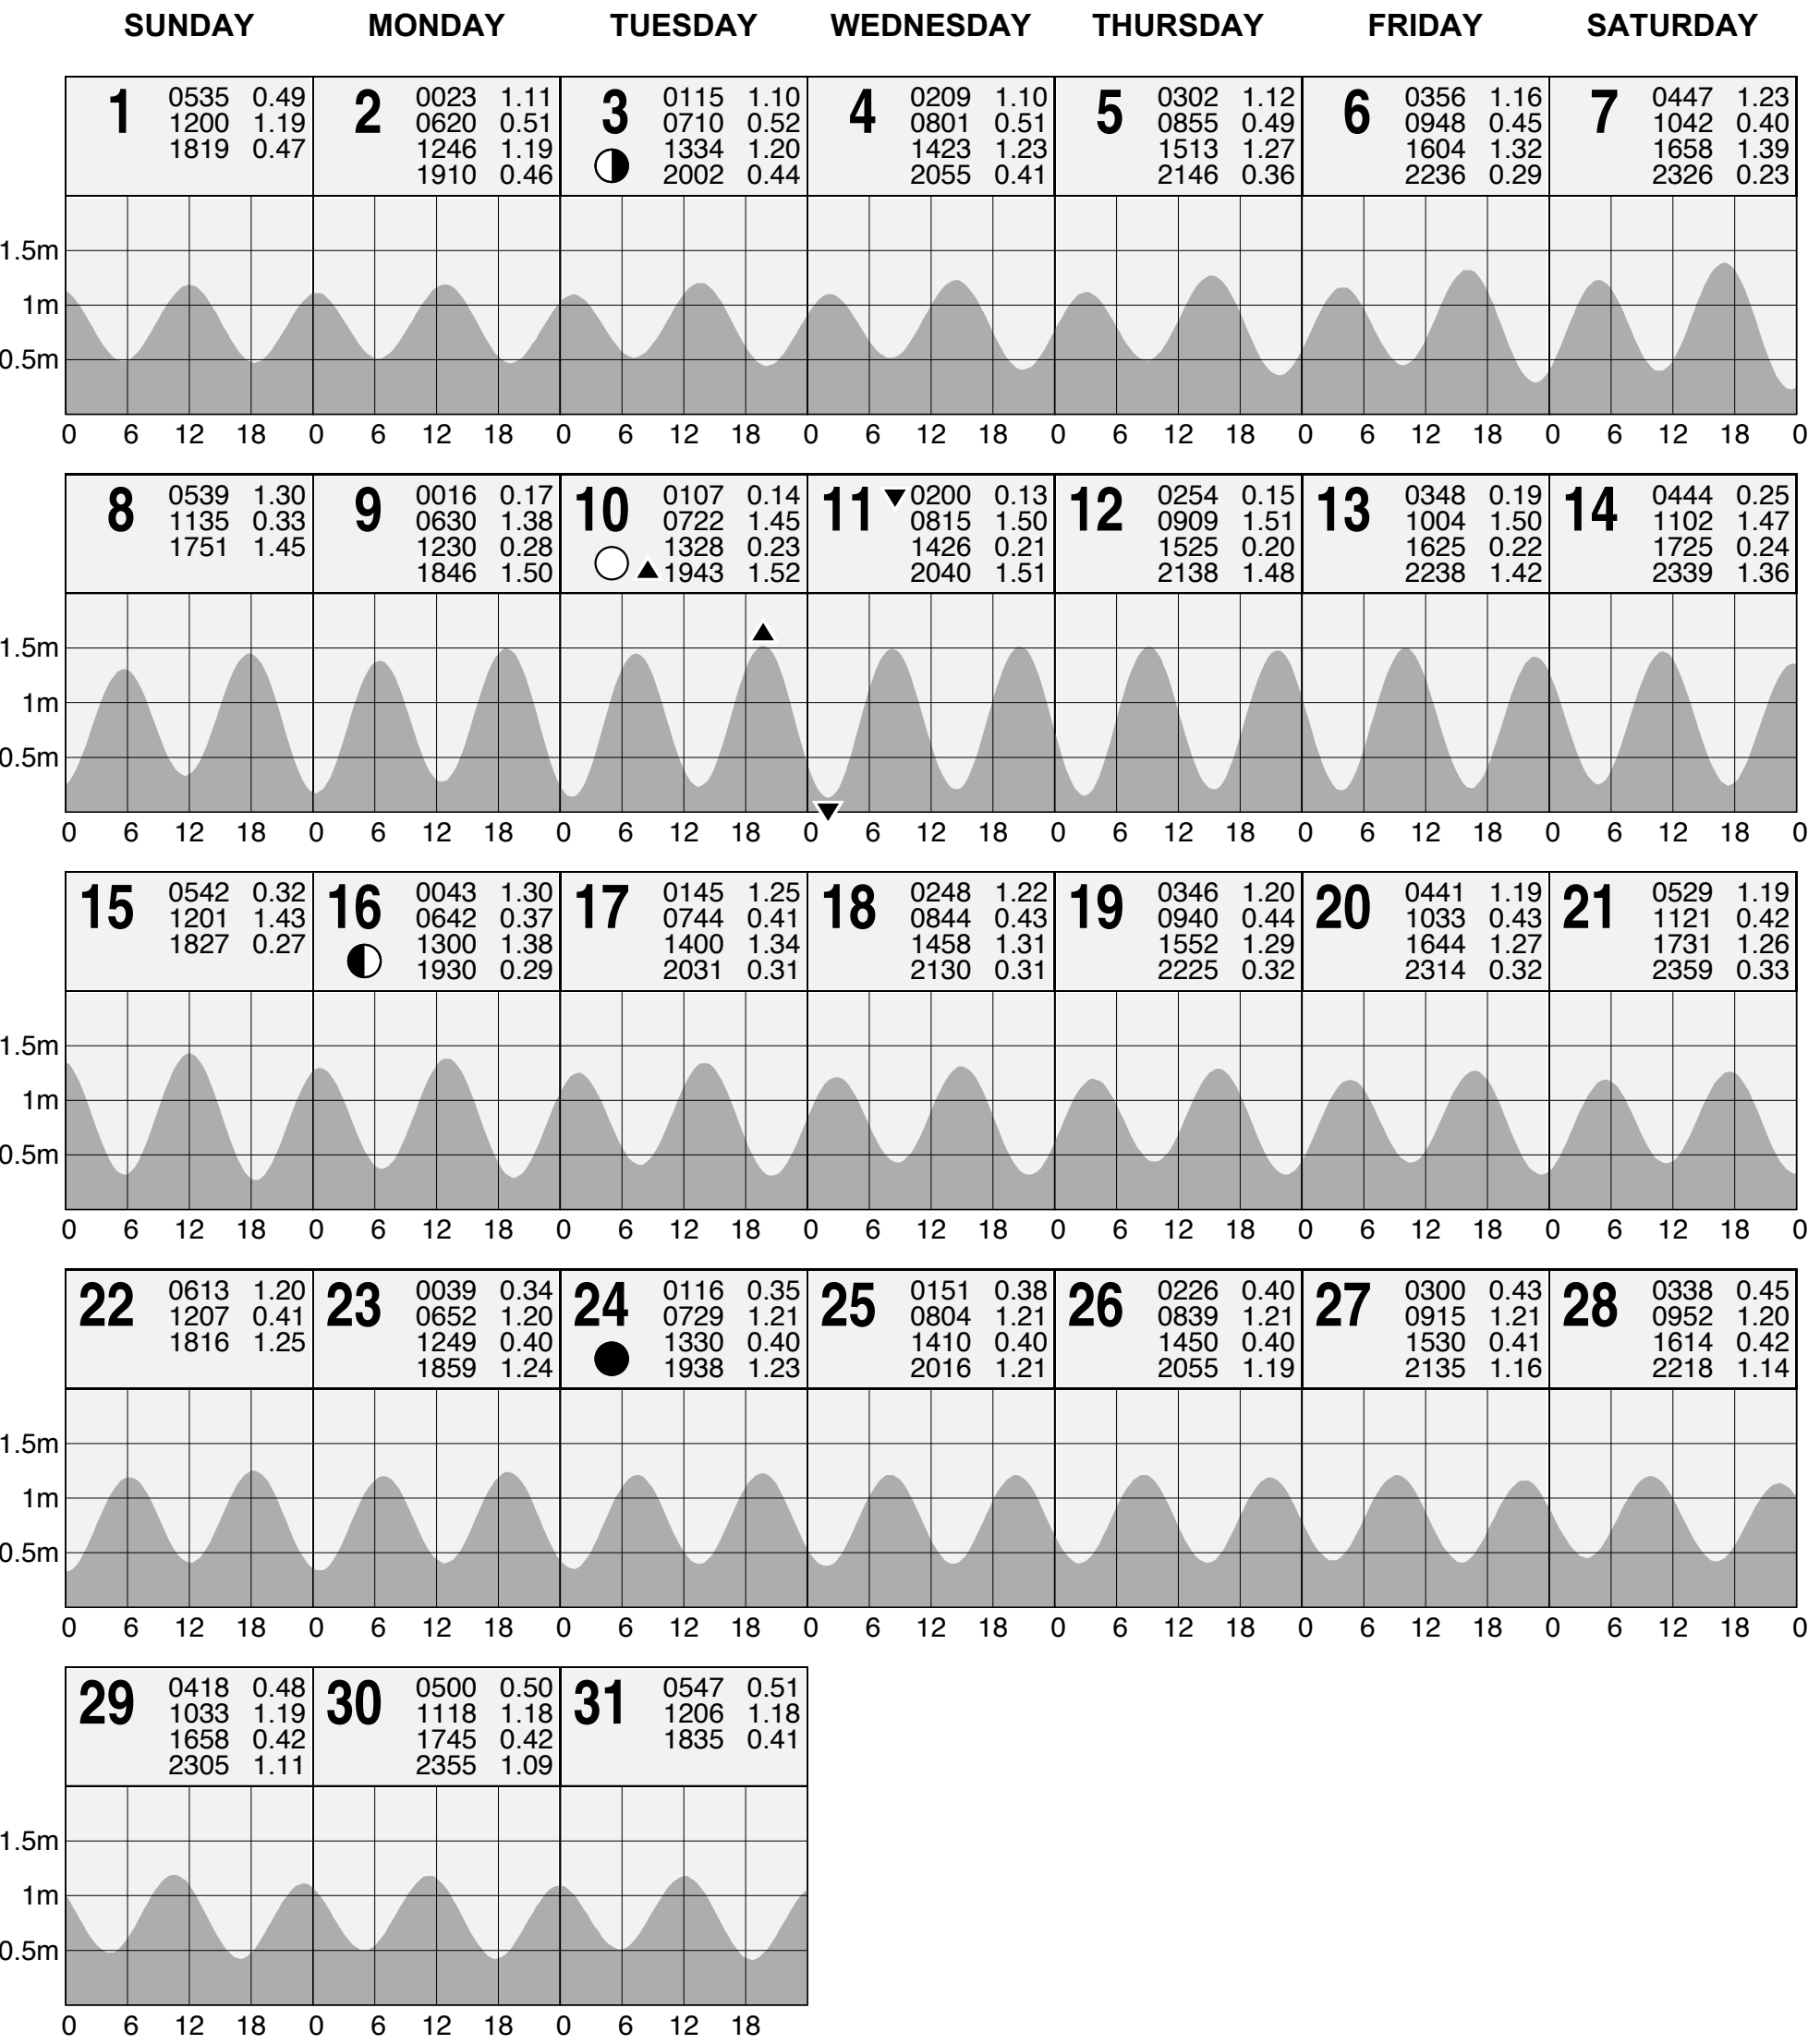 SUNDAY MONDAY TUESDAY WEDNESDAY THURSDAY FRIDAY SATURDAY
1 0535 0.49
1200 1.19
1819 0.47
2 0023 1.11
0620 0.51
1246 1.19
1910 0.46
3 0115 1.10
0710 0.52
1334 1.20
2002 0.44
4 0209 1.10
0801 0.51
1423 1.23
2055 0.41
5 0302 1.12
0855 0.49
1513 1.27
2146 0.36
6 0356 1.16
0948 0.45
1604 1.32
2236 0.29
7 0447 1.23
1042 0.40
1658 1.39
2326 0.23
1.5m
1m
0.5m
0 6 12 18 0 6 12 18 0 6 12 18 0 6 12 18 0 6 12 18 0 6 12 18 0 6 12 18 0
8 0539 1.30
1135 0.33
1751 1.45
9 0016 0.17
0630 1.38
1230 0.28
1846 1.50
10 0107 0.14
0722 1.45
1328 0.23
1943 1.52
11 0200 0.13
0815 1.50
1426 0.21
2040 1.51
12 0254 0.15
0909 1.51
1525 0.20
2138 1.48
13 0348 0.19
1004 1.50
1625 0.22
2238 1.42
14 0444 0.25
1102 1.47
1725 0.24
2339 1.36
1.5m
1m
0.5m
0 6 12 18 0 6 12 18 0 6 12 18 0 6 12 18 0 6 12 18 0 6 12 18 0 6 12 18 0
15 0542 0.32
1201 1.43
1827 0.27
16 0043 1.30
0642 0.37
1300 1.38
1930 0.29
17 0145 1.25
0744 0.41
1400 1.34
2031 0.31
18 0248 1.22
0844 0.43
1458 1.31
2130 0.31
19 0346 1.20
0940 0.44
1552 1.29
2225 0.32
20 0441 1.19
1033 0.43
1644 1.27
2314 0.32
21 0529 1.19
1121 0.42
1731 1.26
2359 0.33
1.5m
1m
0.5m
0 6 12 18 0 6 12 18 0 6 12 18 0 6 12 18 0 6 12 18 0 6 12 18 0 6 12 18 0
22 0613 1.20
1207 0.41
1816 1.25
23 0039 0.34
0652 1.20
1249 0.40
1859 1.24
24 0116 0.35
0729 1.21
1330 0.40
1938 1.23
25 0151 0.38
0804 1.21
1410 0.40
2016 1.21
26 0226 0.40
0839 1.21
1450 0.40
2055 1.19
27 0300 0.43
0915 1.21
1530 0.41
2135 1.16
28 0338 0.45
0952 1.20
1614 0.42
2218 1.14
1.5m
1m
0.5m
0 6 12 18 0 6 12 18 0 6 12 18 0 6 12 18 0 6 12 18 0 6 12 18 0 6 12 18 0
29 0418 0.48
1033 1.19
1658 0.42
2305 1.11
30 0500 0.50
1118 1.18
1745 0.42
2355 1.09
31 0547 0.51
1206 1.18
1835 0.41
1.5m
1m
0.5m
0 6 12 18 0 6 12 18 0 6 12 18